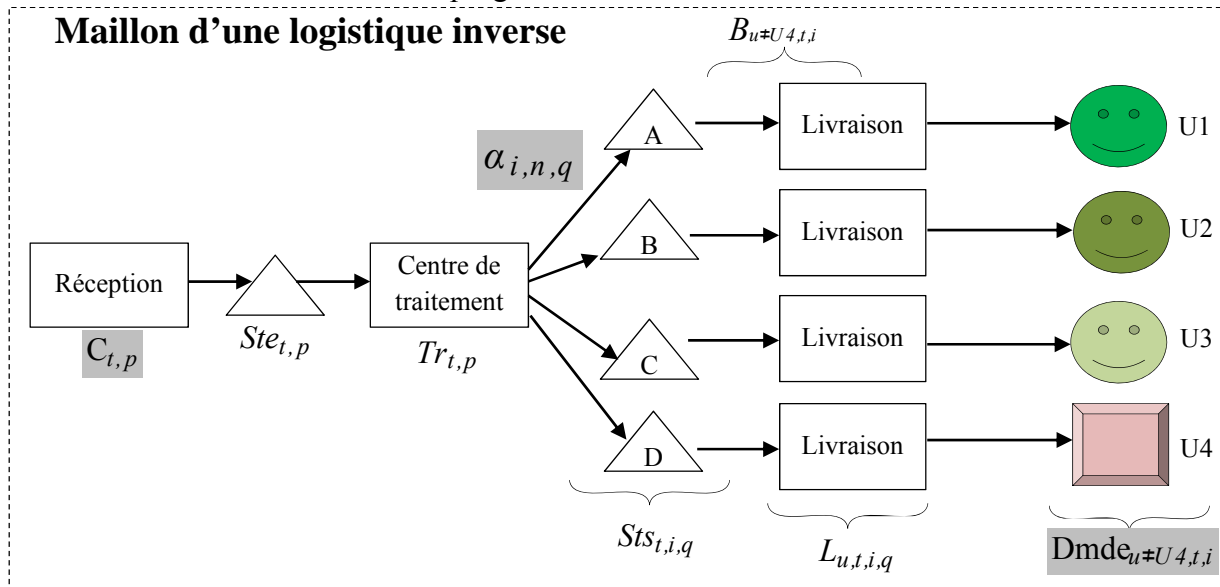 Maillon d’une logistique inverse
B_{u≠U4,t,i}
A
Livraison
U1
α_{i,n,q}
B
Livraison
U2
Réception
Centre de
traitement
C_{t,p}
Ste_{t,p}
Tr_{t,p}
C
Livraison
U3
D
Livraison
U4
Sts_{t,i,q}
L_{u,t,i,q}
Dmde_{u≠U4,t,i}